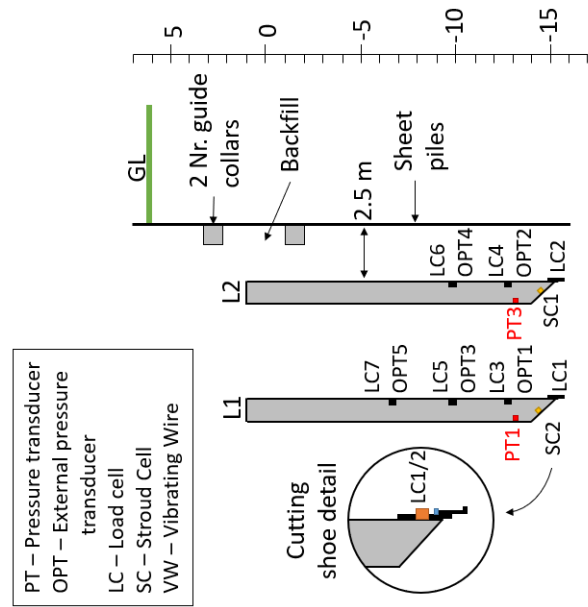 PT – Pressure transducer
OPT – External pressure
transducer
LC – Load cell
SC – Stroud Cell
VW – Vibrating Wire
Cutting
shoe detail
LC1/2
L1
LC7
OPT5
LC5
OPT3
LC3
OPT1
PT1
SC2
LC1
L2
LC6
OPT4
LC4
OPT2
PT3
SC1
LC2
GL
2 Nr. guide
collars
Backfill
2.5 m
Sheet
piles
5
0
-5
-10
-15